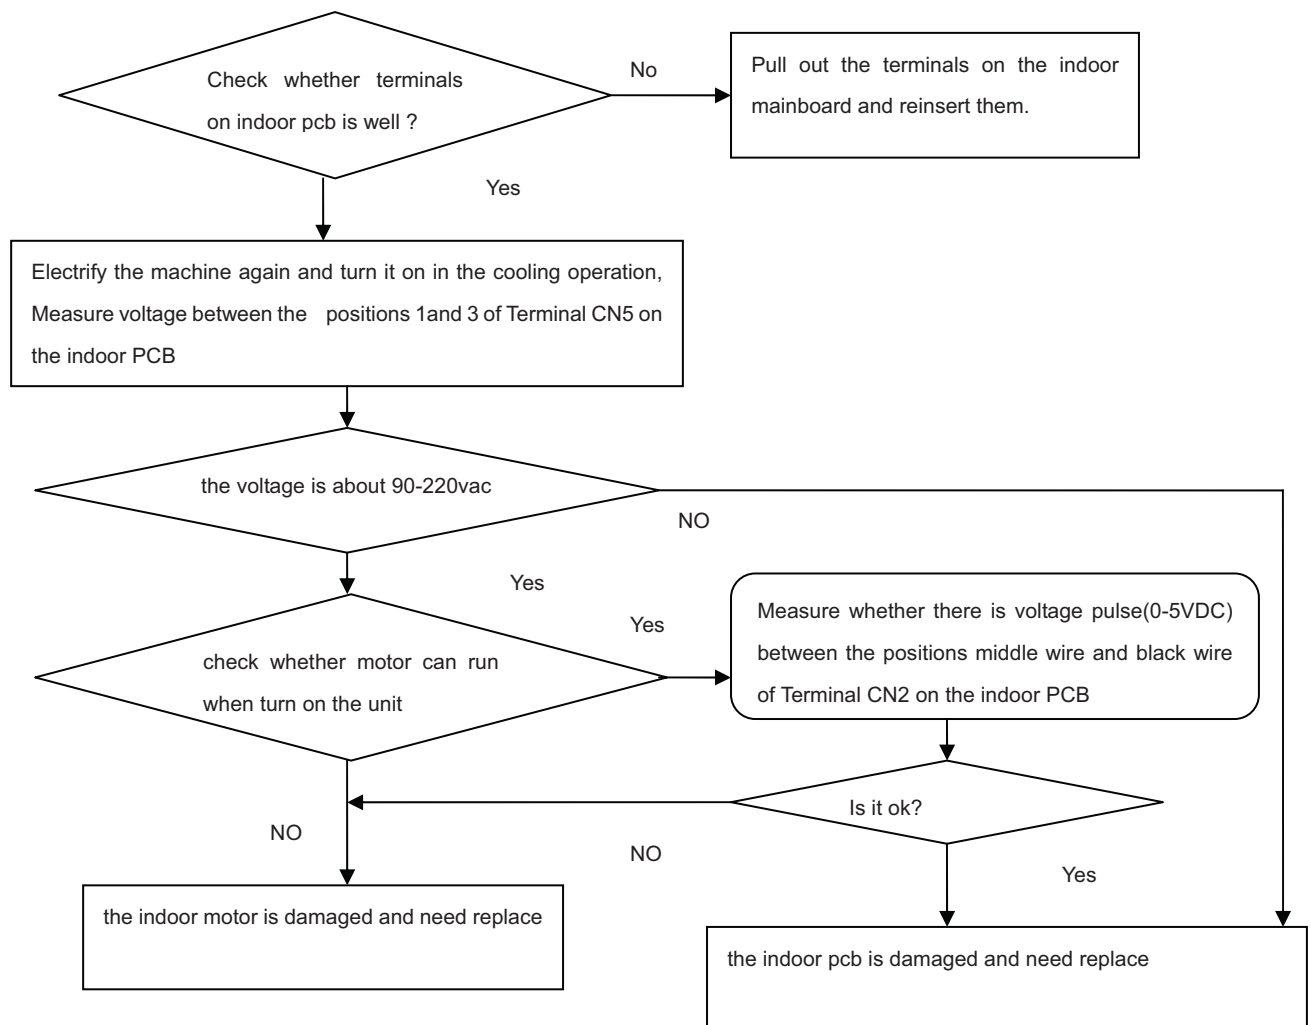 Check whether terminals
on indoor pcb is well ?
No
Pull out the terminals on the indoor
mainboard and reinsert them.
Yes
Electrify the machine again and turn it on in the cooling operation,
Measure voltage between the positions 1and 3 of Terminal CN5 on
the indoor PCB
the voltage is about 90-220vac
NO
Yes
check whether motor can run
when turn on the unit
Yes
Measure whether there is voltage pulse(0-5VDC)
between the positions middle wire and black wire
of Terminal CN2 on the indoor PCB
Is it ok?
NO
NO
Yes
the indoor motor is damaged and need replace
the indoor pcb is damaged and need replace